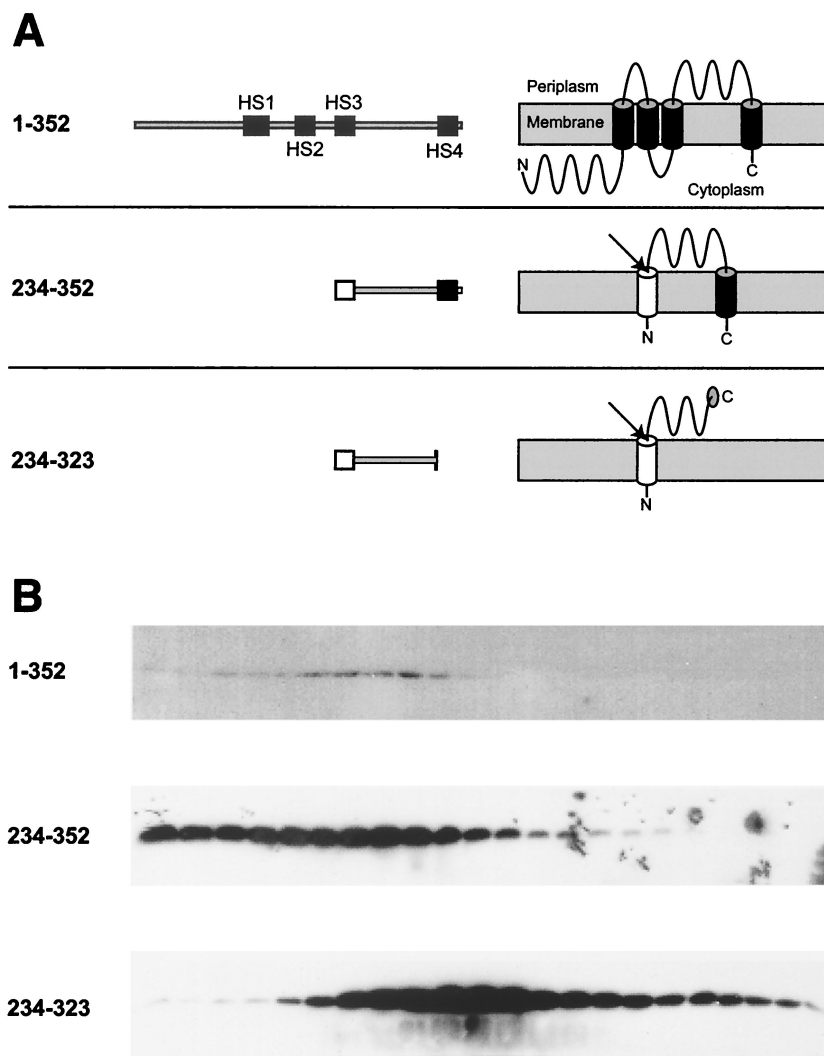 A
1-352
HS1
HS2
HS3
HS4
Periplasm
Membrane
N
C
Cytoplasm
234-352
N
C
234-323
C
N
B
1-352
234-352
234-323